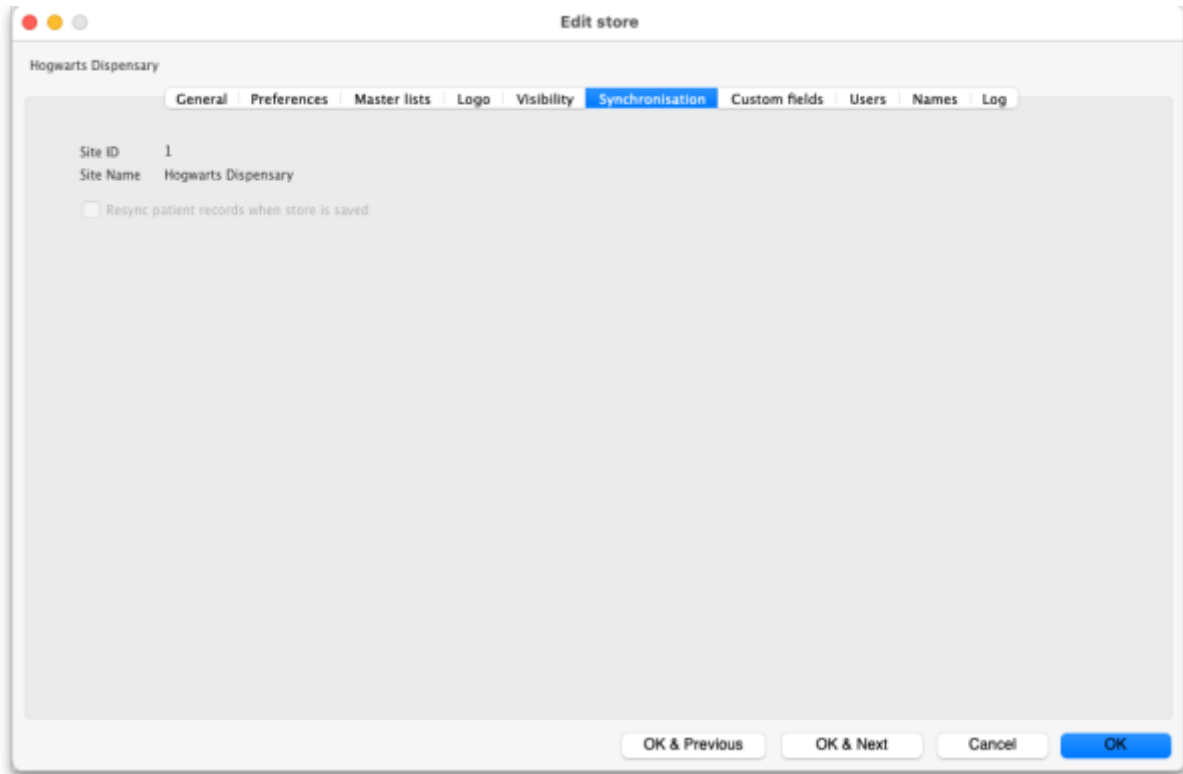 Edit store
Hogwarts Dispensary
General Preferences Master lists Logo Visibility Synchronisation Custom fields Users Names Log
Site ID 1
Site Name Hogwarts Dispensary
Resync patient records when store is saved
OK & Previous OK & Next Cancel OK